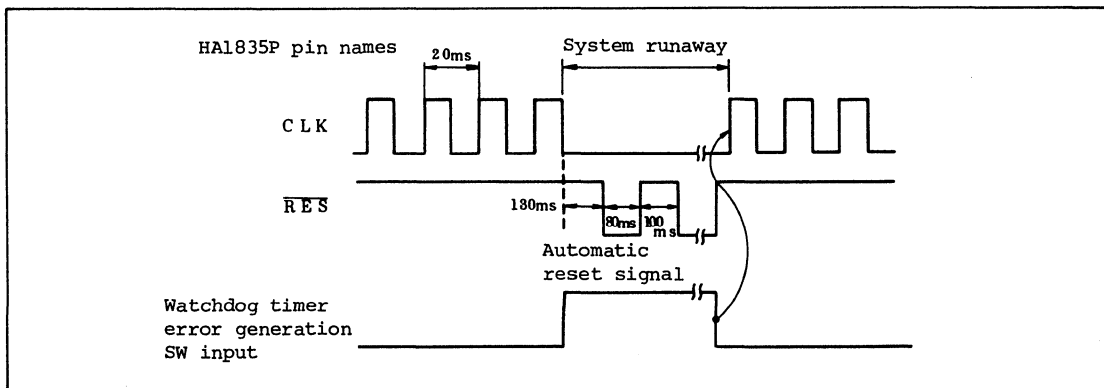 HA1835P pin names
System runaway
20ms
CLK
RES
130ms
80ms
100
ms
Automatic
reset signal
Watchdog timer
error generation
SW input